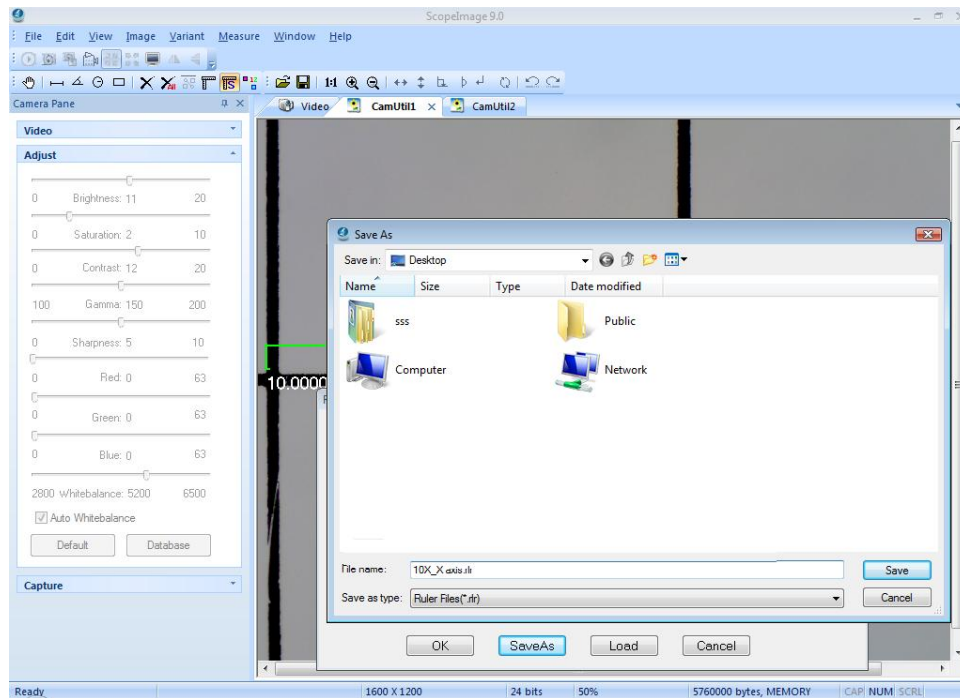 ScopeImage 9.0
File Edit View Image Variant Measure Window Help
1:1
Camera Pane
Video CamUtil1 CamUtil2
Video
Adjust
0 Brightness: 11 20
0 Saturation: 2 10
0 Contrast: 12 20
100 Gamma: 150 200
0 Sharpness: 5 10
0 Red: 0 63
0 Green: 0 63
0 Blue: 0 63
2800 Whitebalance: 5200 6500
Auto Whitebalance
Default Database
Capture
10.0000
Save As
Save in: Desktop
Name Size Type Date modified
sss Public
Computer Network
File name: 10X_X axis.rlr Save
Save as type: Ruler Files(*.rlr) Cancel
OK SaveAs Load Cancel
Ready 1600 X 1200 24 bits 50% 5760000 bytes, MEMORY CAP NUM SCRL